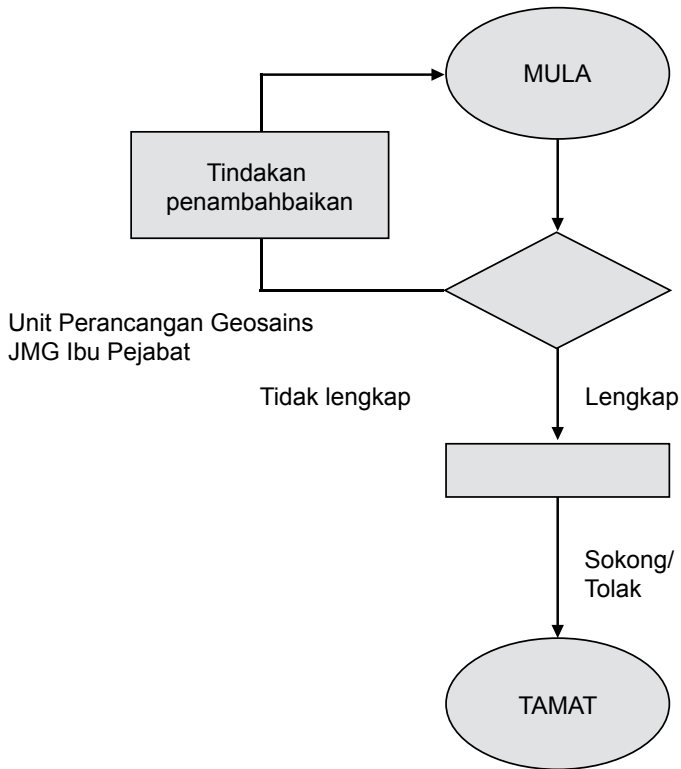 MULA
Tindakan
penambahbaikan
Unit Perancangan Geosains
JMG Ibu Pejabat
Tidak lengkap
Lengkap
Sokong/
Tolak
TAMAT